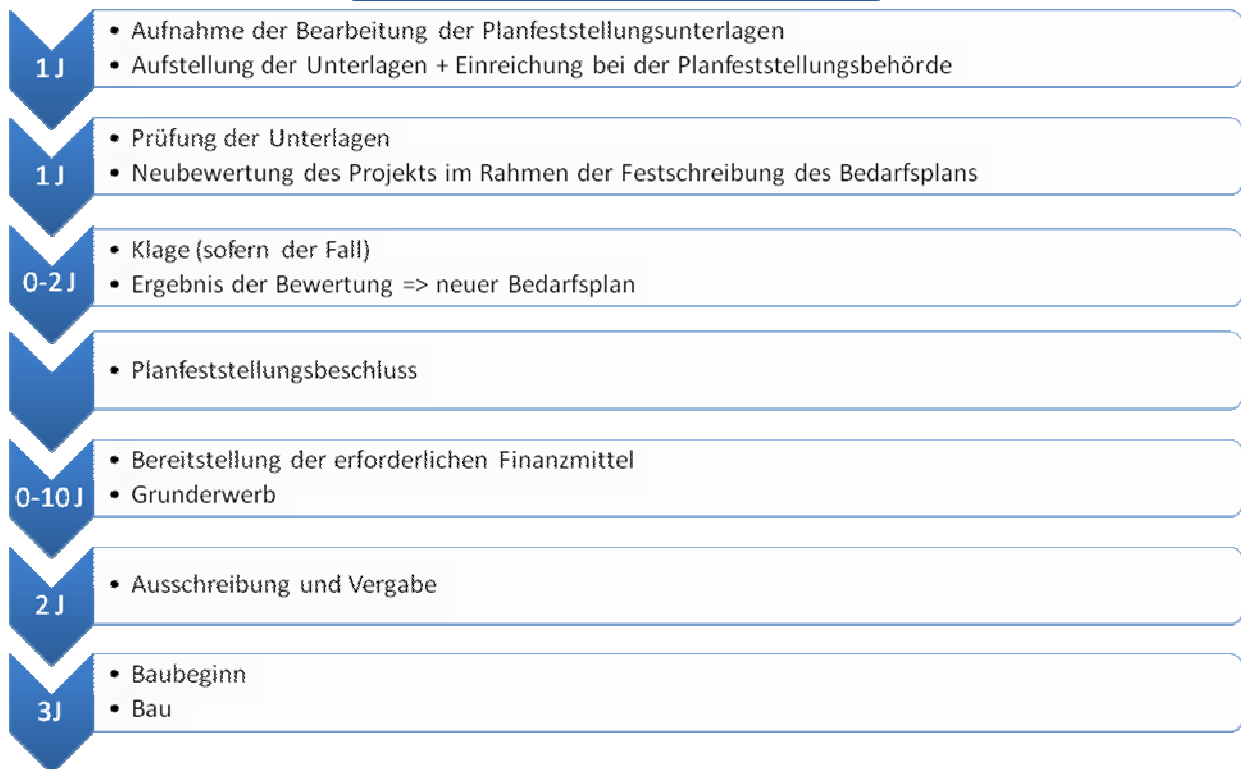 1 J
• Aufnahme der Bearbeitung der Planfeststellungsunterlagen
• Aufstellung der Unterlagen + Einreichung bei der Planfeststellungsbehörde
1 J
• Prüfung der Unterlagen
• Neubewertung des Projekts im Rahmen der Festschreibung des Bedarfsplans
0-2 J
• Klage (sofern der Fall)
• Ergebnis der Bewertung => neuer Bedarfsplan
• Planfeststellungsbeschluss
0-10 J
• Bereitstellung der erforderlichen Finanzmittel
• Grunderwerb
2 J
• Ausschreibung und Vergabe
3J
• Baubeginn
• Bau